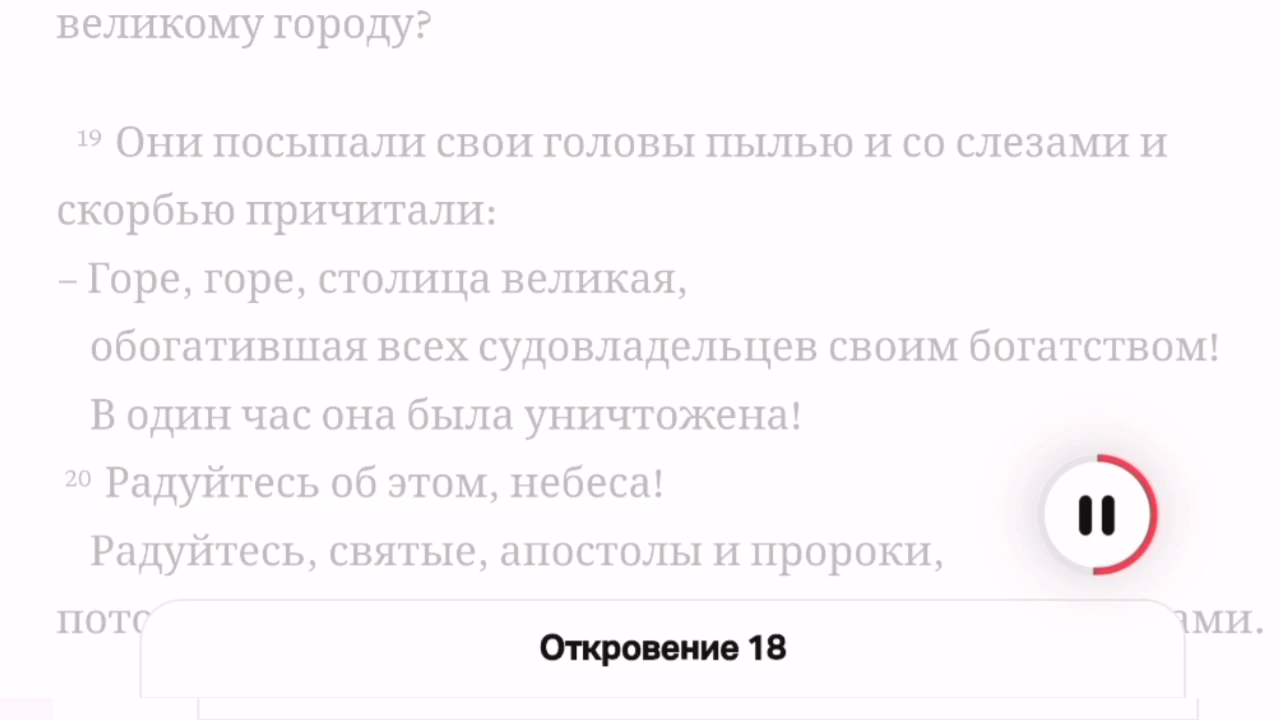 великому городу?
19 Они посыпали свои головы пылью и со слезами и
скорбью причитали:
– Горе, горе, столица великая,
обогатившая всех судовладельцев своим богатством!
В один час она была уничтожена!
20 Радуйтесь об этом, небеса!
Радуйтесь, святые, апостолы и пророки,
Откровение 18